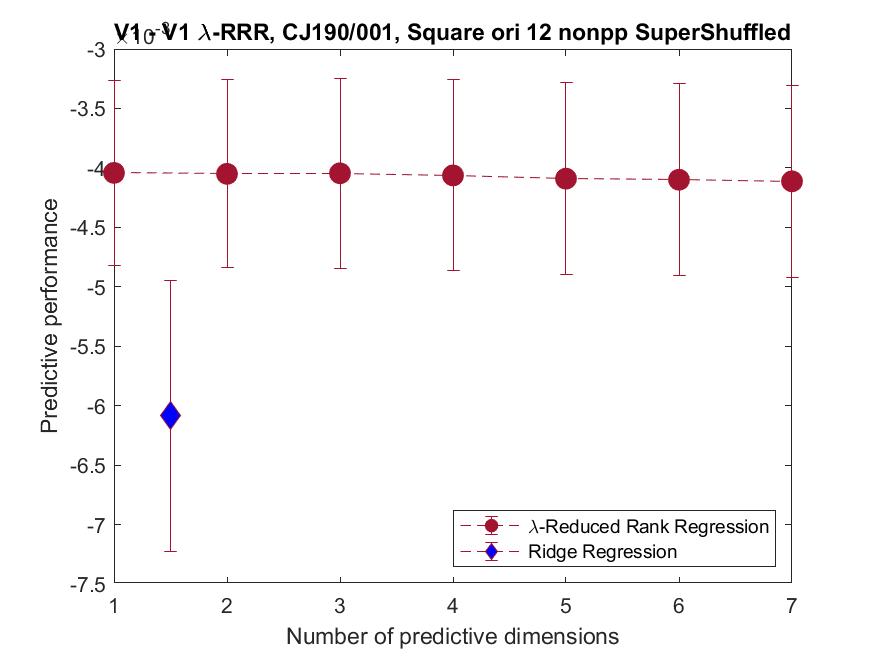 V1 - V1 λ-RRR, CJ190/001, Square ori 12 nonpp SuperShuffled
×10-3
-3
-3.5
-4
-4.5
-5
-5.5
-6
-6.5
-7
-7.5
Predictive performance
λ-Reduced Rank Regression
Ridge Regression
1 2 3 4 5 6 7
Number of predictive dimensions